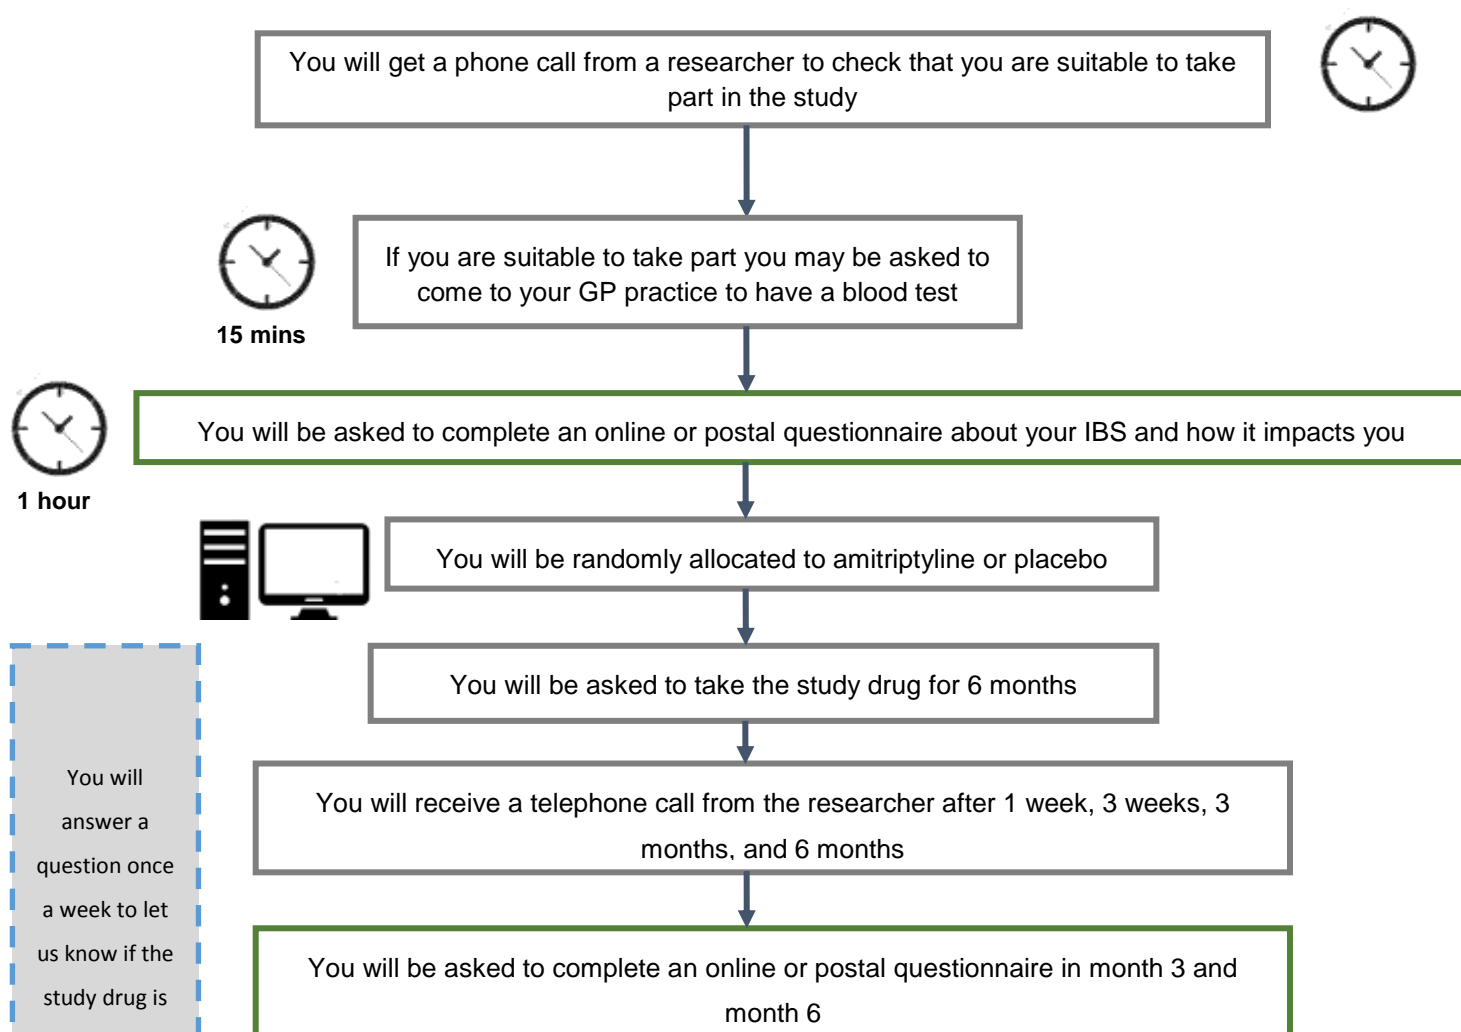 You will get a phone call from a researcher to check that you are suitable to take
part in the study
If you are suitable to take part you may be asked to
come to your GP practice to have a blood test
15 mins
You will be asked to complete an online or postal questionnaire about your IBS and how it impacts you
1 hour
You will be randomly allocated to amitriptyline or placebo
You will be asked to take the study drug for 6 months
You will receive a telephone call from the researcher after 1 week, 3 weeks, 3
months, and 6 months
You will be asked to complete an online or postal questionnaire in month 3 and
month 6
You will
answer a
question once
a week to let
us know if the
study drug is